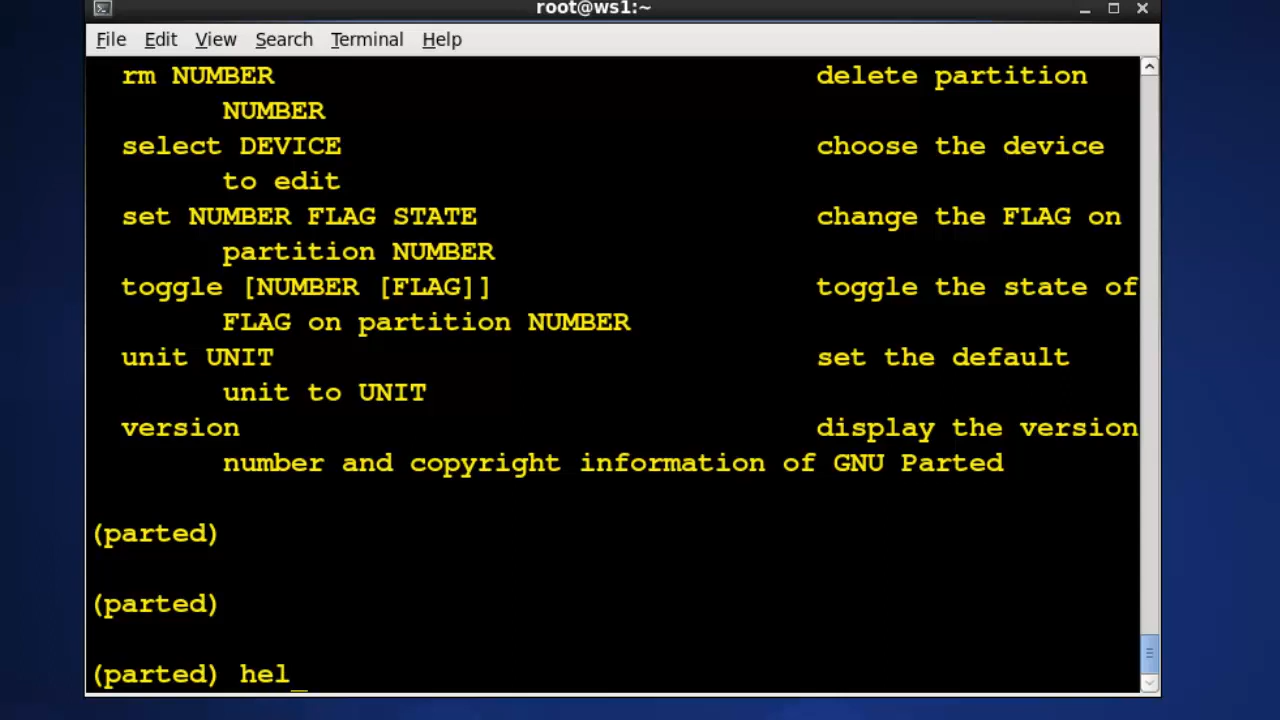 root@ws1:~
File Edit View Search Terminal Help
rm NUMBER delete partition
NUMBER
select DEVICE choose the device
to edit
set NUMBER FLAG STATE change the FLAG on
partition NUMBER
toggle [NUMBER [FLAG]] toggle the state of
FLAG on partition NUMBER
unit UNIT set the default
unit to UNIT
version display the version
number and copyright information of GNU Parted
(parted)
(parted)
(parted) hel_